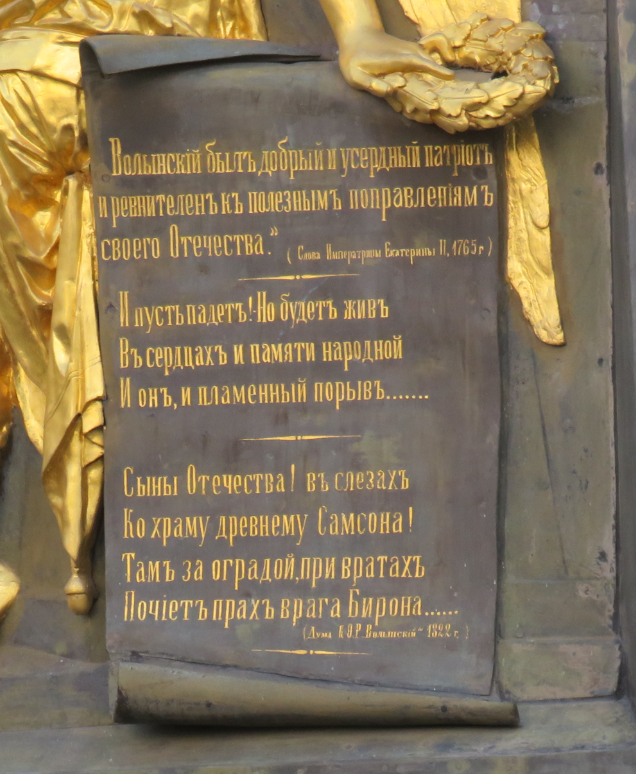 Волынскій былъ добрый и усердный патріотъ
и ревнителенъ къ полезнымъ поправленіямъ
своего Отечества.” (Слова Императрицы Екатерины II, 1765 г)
И пусть падетъ! Но будетъ живъ
Въ сердцахъ и памяти народной
И онъ, и пламенный порывъ.......
Сыны Отечества! въ слезахъ
Ко храму древнему Самсона!
Тамъ за оградой, при вратахъ
Почіетъ прахъ врага Бирона......
(Дума К.Ө.Р. Волынскій” 1822 г.)